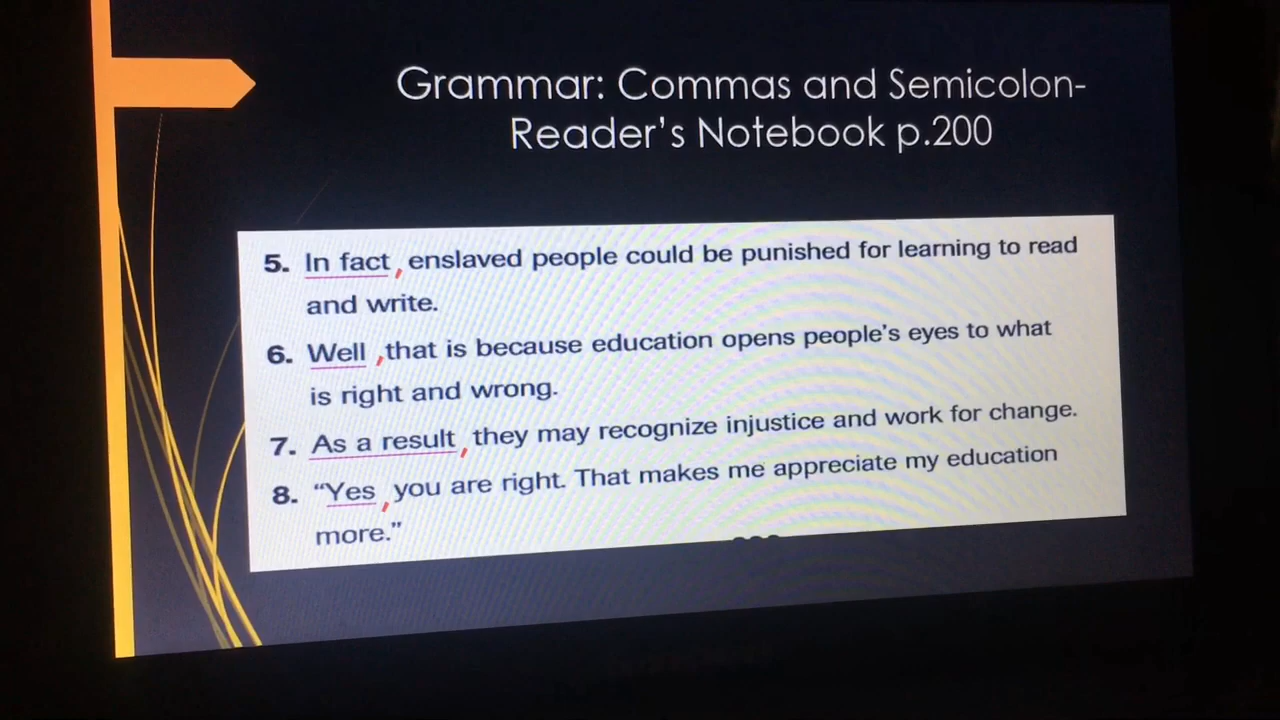 Grammar: Commas and Semicolon-
Reader's Notebook p.200
5. In fact, enslaved people could be punished for learning to read
and write.
6. Well ,that is because education opens people's eyes to what
is right and wrong.
7. As a result, they may recognize injustice and work for change.
8. "Yes, you are right. That makes me appreciate my education
more."